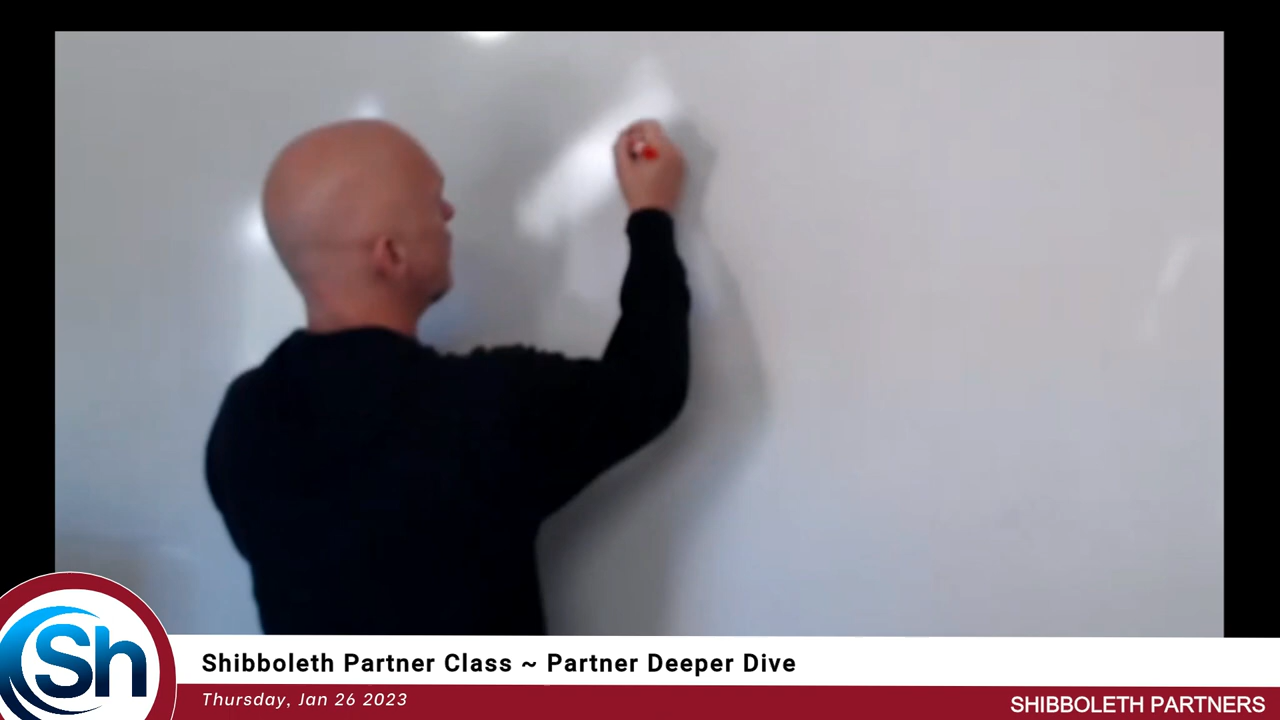 Sh
Shibboleth Partner Class ~ Partner Deeper Dive
Thursday, Jan 26 2023
SHIBBOLETH PARTNERS